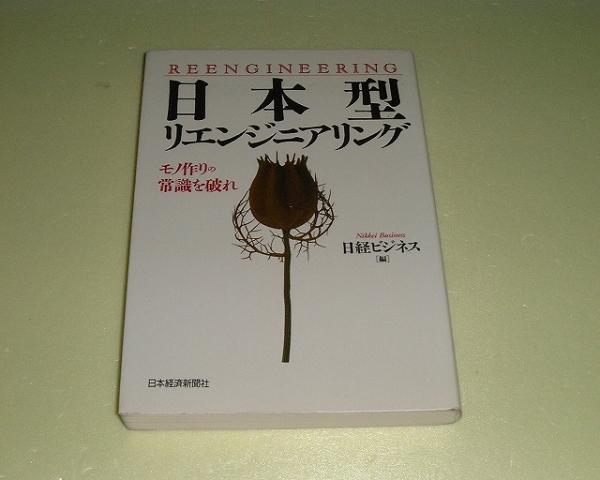 REENGINEERING
日本型
リエンジニアリング
モノ作りの
常識を破れ
Nikkei Business
日経ビジネス
[編]
日本経済新聞社